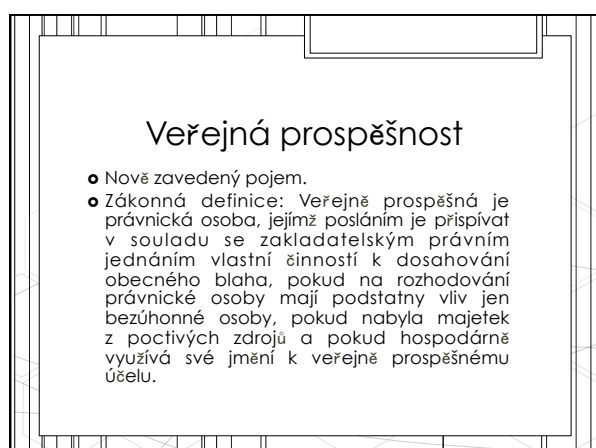 Veřejná prospěšnost
Nově zavedený pojem.
Zákonná definice: Veřejně prospěšná je
právnická osoba, jejímž posláním je přispívat
v souladu se zakladatelským právním
jednáním vlastní činností k dosahování
obecného blaha, pokud na rozhodování
právnické osoby mají podstatny vliv jen
bezúhonné osoby, pokud nabyla majetek
z poctivých zdrojů a pokud hospodárně
využívá své jmění k veřejně prospěšnému
účelu.